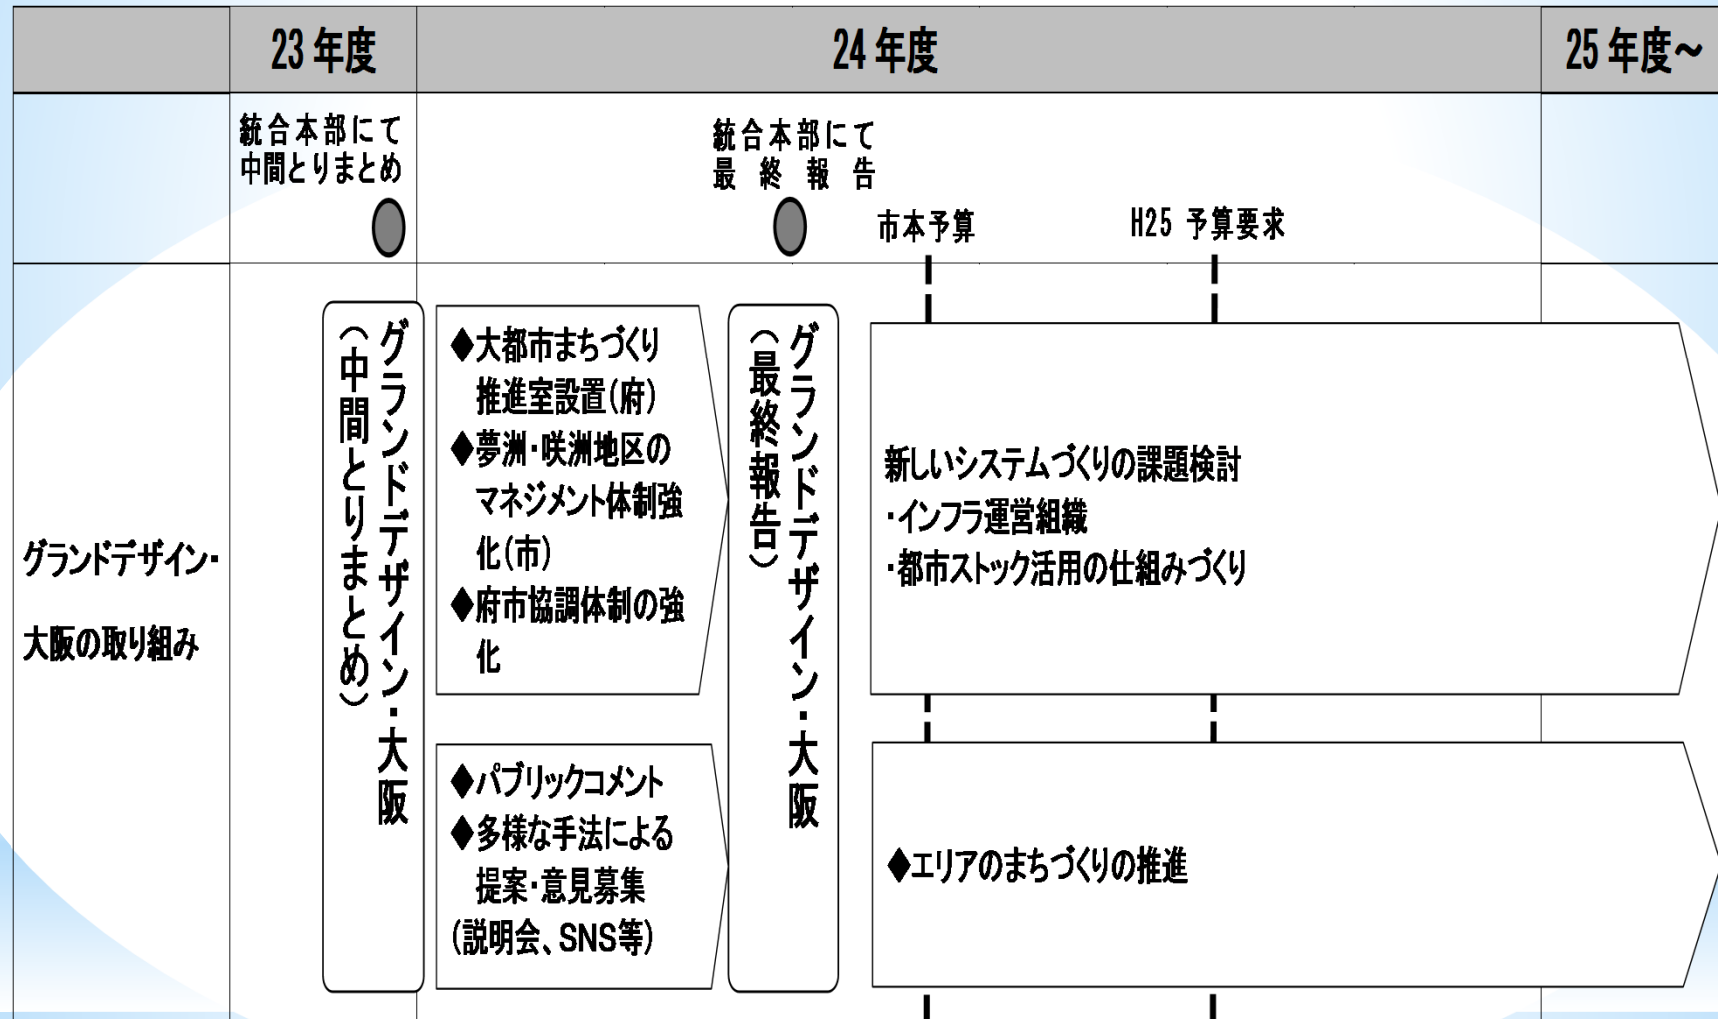 23 年度
24 年度
25 年度～
統合本部にて
中間とりまとめ
統合本部にて
最終報告
市本予算
H25 予算要求
グランドデザイン・
大阪の取り組み
グランドデザイン・大阪
（中間とりまとめ）
◆大都市まちづくり
推進室設置（府）
◆夢洲・咲洲地区の
マネジメント体制強
化（市）
◆府市協調体制の強
化
◆パブリックコメント
◆多様な手法による
提案・意見募集
（説明会、SNS等）
グランドデザイン・大阪
（最終報告）
新しいシステムづくりの課題検討
・インフラ運営組織
・都市ストック活用の仕組みづくり
◆エリアのまちづくりの推進